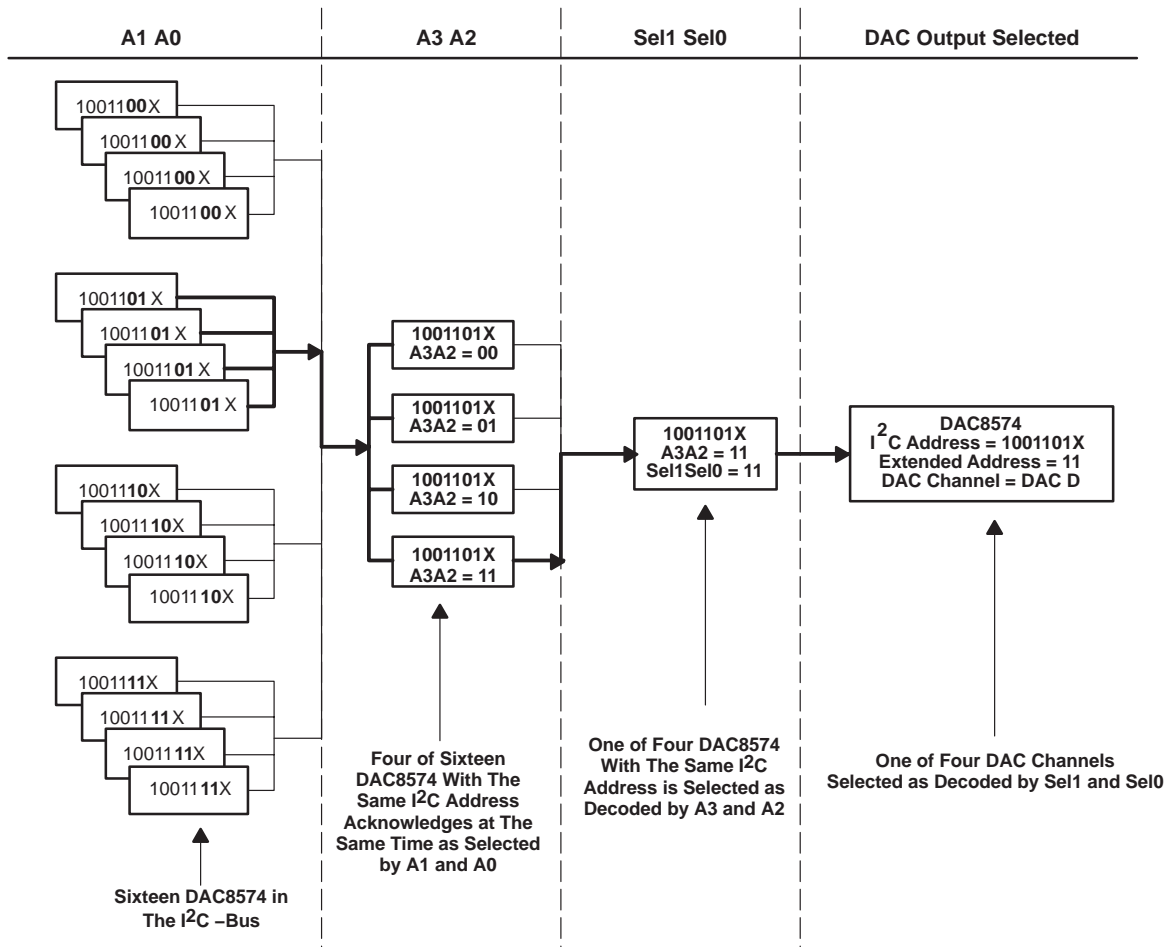 A1 A0
A3 A2
Sel1 Sel0
DAC Output Selected
1001100X
1001100X
1001100X
1001100X
1001101X
1001101X
1001101X
1001101X
1001110X
1001110X
1001110X
1001110X
1001111X
1001111X
1001111X
1001111X
Sixteen DAC8574 in
The I2C –Bus
1001101X
A3A2 = 00
1001101X
A3A2 = 01
1001101X
A3A2 = 10
1001101X
A3A2 = 11
Four of Sixteen
DAC8574 With The
Same I2C Address
Acknowledges at The
Same Time as Selected
by A1 and A0
1001101X
A3A2 = 11
Sel1Sel0 = 11
One of Four DAC8574
With The Same I2C
Address is Selected as
Decoded by A3 and A2
DAC8574
I2C Address = 1001101X
Extended Address = 11
DAC Channel = DAC D
One of Four DAC Channels
Selected as Decoded by Sel1 and Sel0